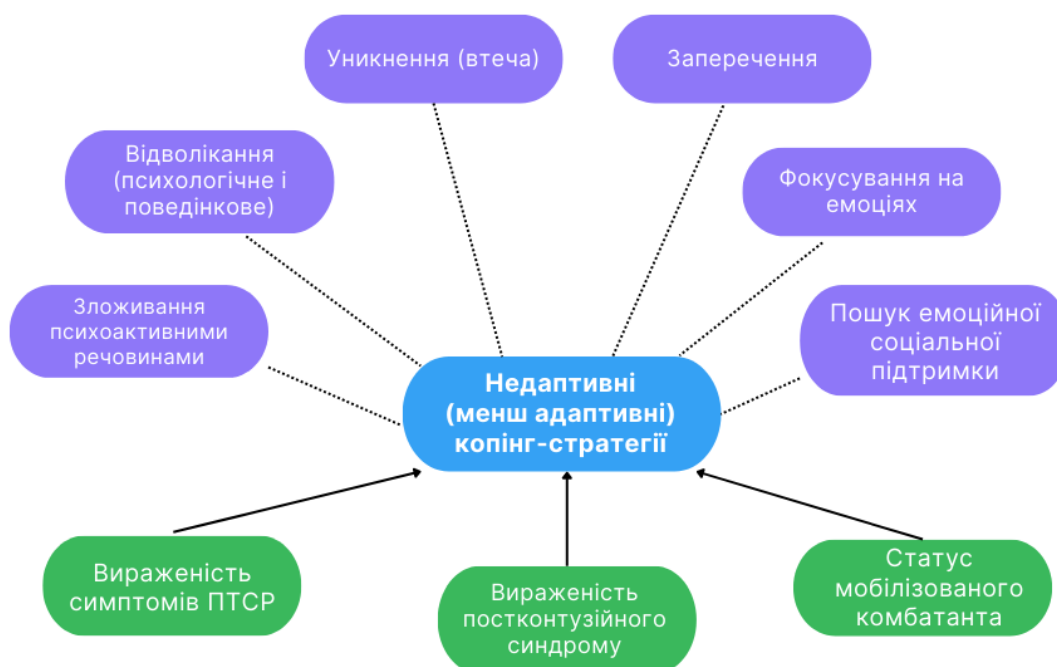 Уникнення (втеча)
Заперечення
Відволікання
(психологічне і
поведінкове)
Фокусування на
емоціях
Зложивання
психоактивними
речовинами
Пошук емоційної
соціальної
підтримки
Недаптивні
(менш адаптивні)
копінг-стратегії
Вираженість
симптомів ПТСР
Вираженість
постконтузійного
синдрому
Статус
мобілізованого
комбатанта